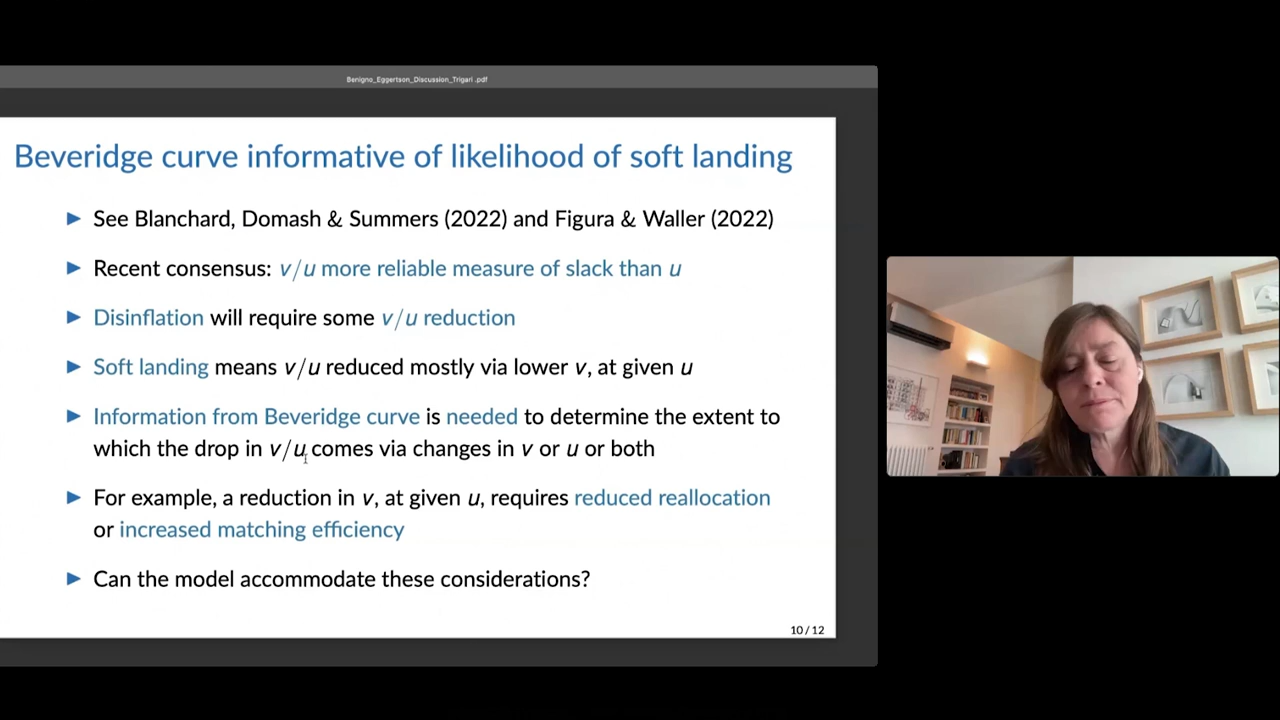 Benigno_Eggertson_Discussion_Trigari .pdf
Beveridge curve informative of likelihood of soft landing
► See Blanchard, Domash & Summers (2022) and Figura & Waller (2022)
► Recent consensus: v/u more reliable measure of slack than u
► Disinflation will require some v/u reduction
► Soft landing means v/u reduced mostly via lower v, at given u
► Information from Beveridge curve is needed to determine the extent to
which the drop in v/u comes via changes in v or u or both
► For example, a reduction in v, at given u, requires reduced reallocation
or increased matching efficiency
► Can the model accommodate these considerations?
10 / 12